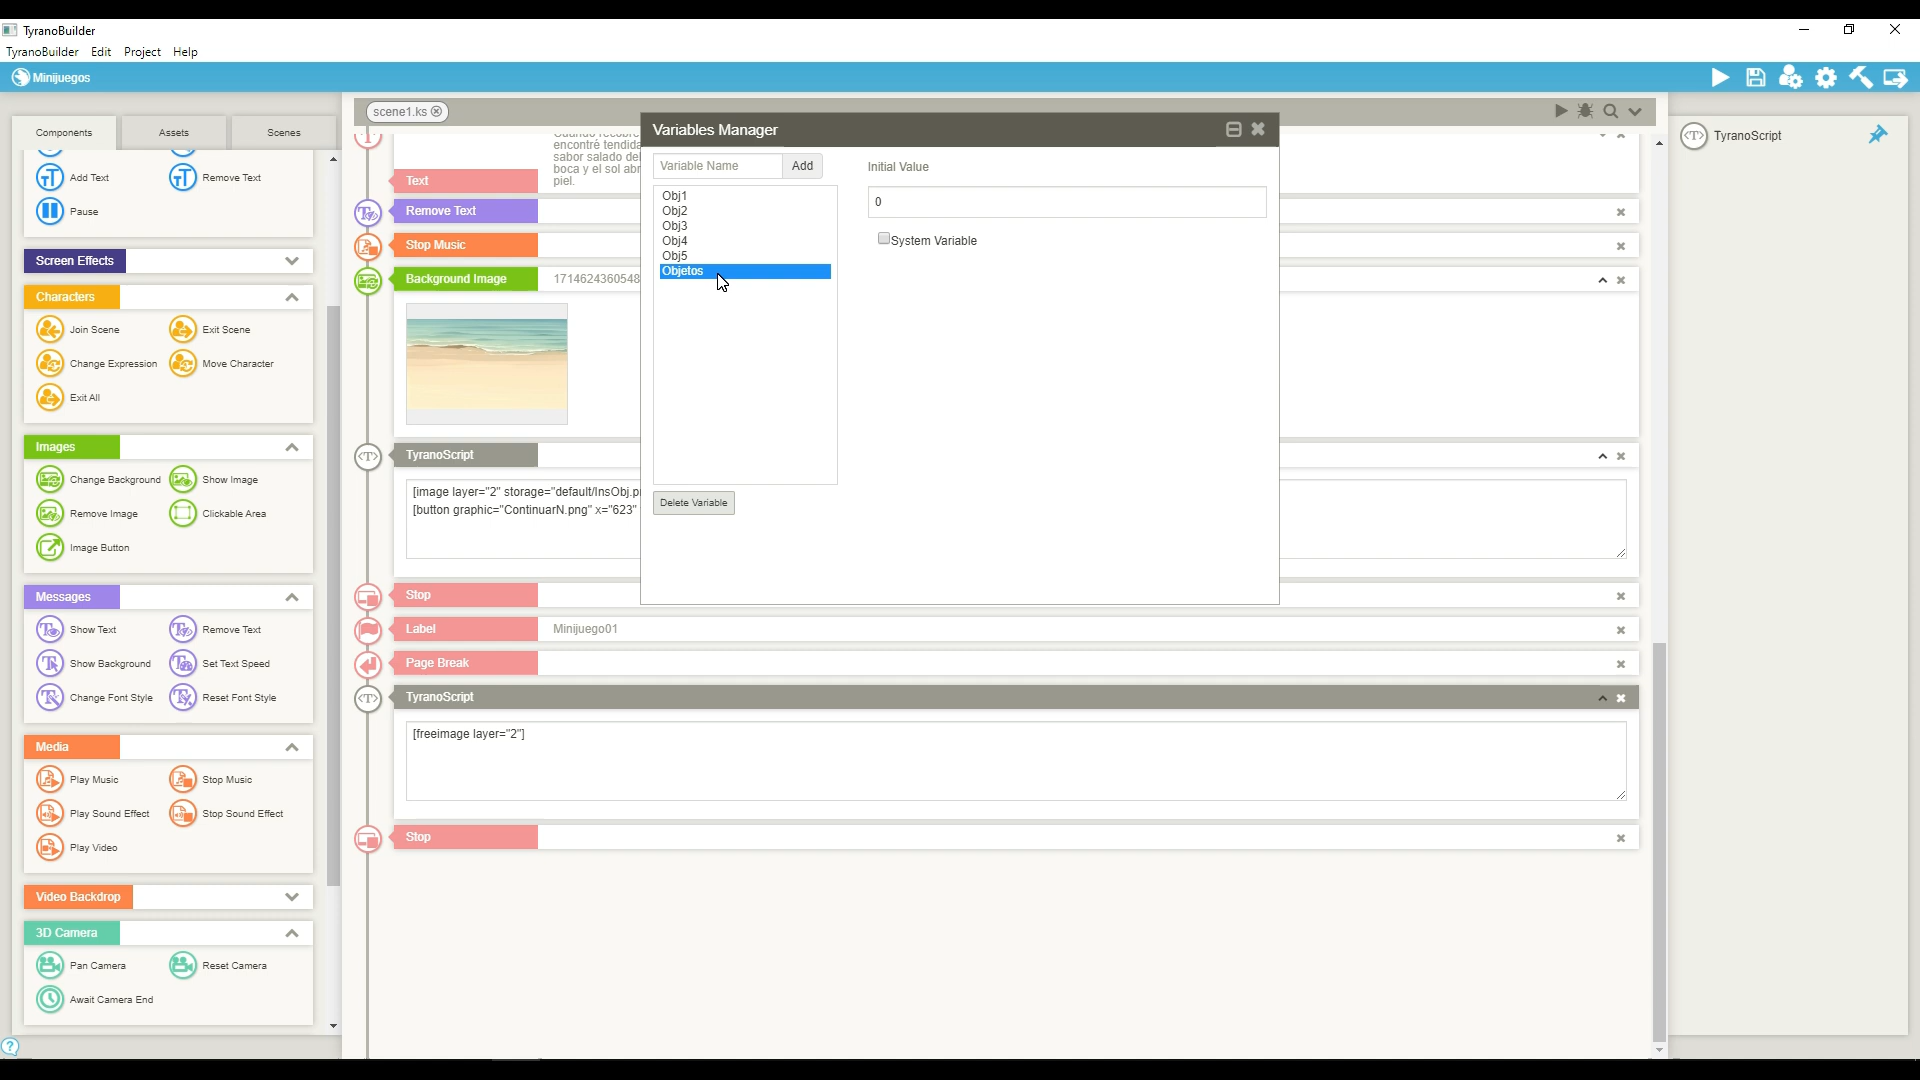 TyranoBuilder
TyranoBuilder Edit Project Help
Minijuegos
Components Assets Scenes
Add Text Remove Text
Pause
Screen Effects
Characters
Join Scene Exit Scene
Change Expression Move Character
Exit All
Images
Change Background Show Image
Remove Image Clickable Area
Image Button
Messages
Show Text Remove Text
Show Background Set Text Speed
Change Font Style Reset Font Style
Media
Play Music Stop Music
Play Sound Effect Stop Sound Effect
Play Video
Video Backdrop
3D Camera
Pan Camera Reset Camera
Await Camera End
scene1.ks
encontré tendida
sabor salado del
boca y el sol
piel.
Text
Remove Text
Stop Music
Background Image 1714624360548
TyranoScript
[image layer="2" storage="default/InsObj.p
[button graphic="ContinuarN.png" x="623"
Stop
Label Minijuego01
Page Break
TyranoScript
[freeimage layer="2"]
Stop
Variables Manager
Variable Name Add
Obj1
Obj2
Obj3
Obj4
Obj5
Objetos
Delete Variable
Initial Value
0
System Variable
<T> TyranoScript